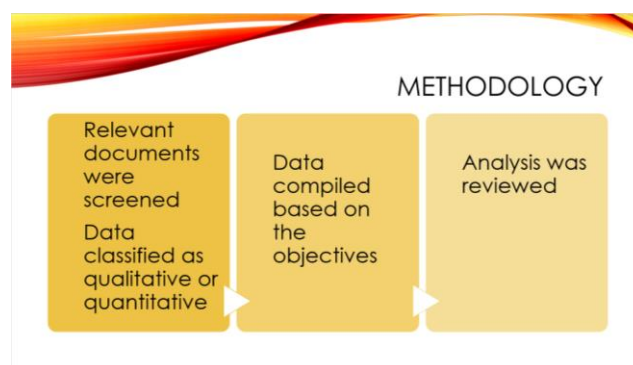 METHODOLOGY
Relevant
documents
were
screened
Data
classified as
qualitative or
quantitative
Data
compiled
based on
the
objectives
Analysis was
reviewed